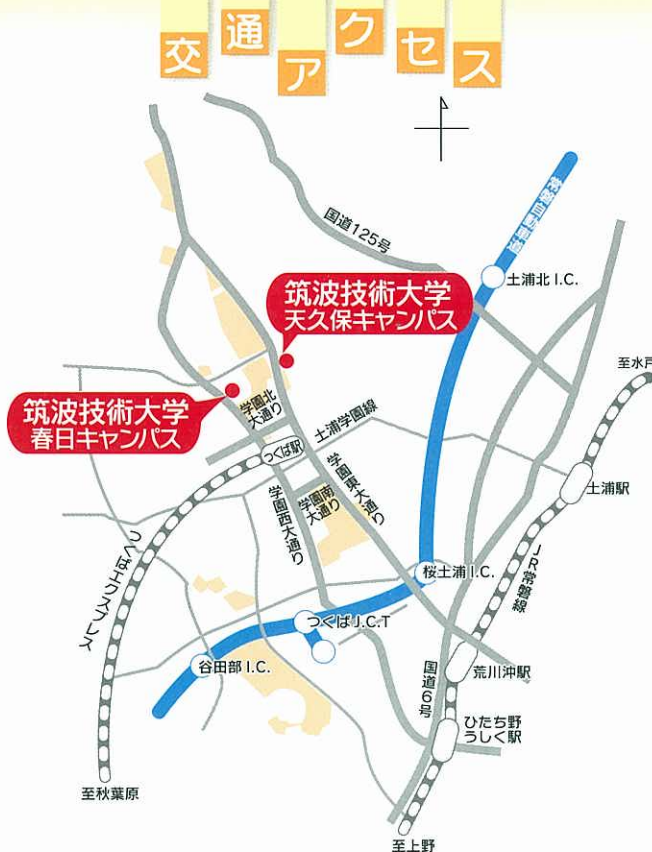 交通アクセス
国道125号
常磐自動車道
土浦北I.C.
筑波技術大学
天久保キャンパス
至水戸
筑波技術大学
春日キャンパス
学園北
大通り
土浦学園線
つくば駅
土浦駅
学園東大通り
学園南
大通り
学園西大通り
つくばエクスプレス
JR常磐線
桜土浦I.C.
つくばJ.C.T
谷田部I.C.
国道6号
荒川沖駅
ひたち野
うしく駅
至秋葉原
至上野